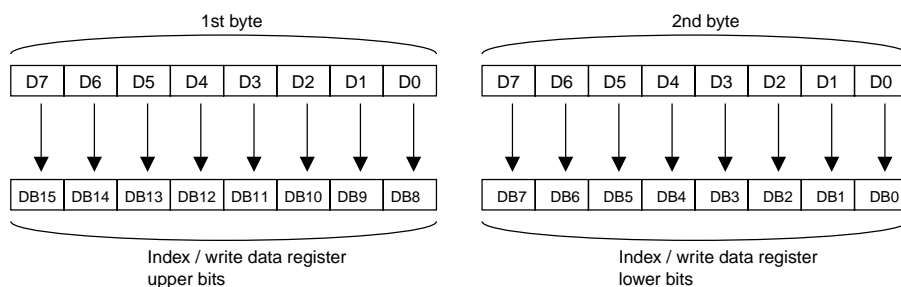 1st byte
2nd byte
D7 D6 D5 D4 D3 D2 D1 D0
D7 D6 D5 D4 D3 D2 D1 D0
DB15 DB14 DB13 DB12 DB11 DB10 DB9 DB8
DB7 DB6 DB5 DB4 DB3 DB2 DB1 DB0
Index / write data register
upper bits
Index / write data register
lower bits